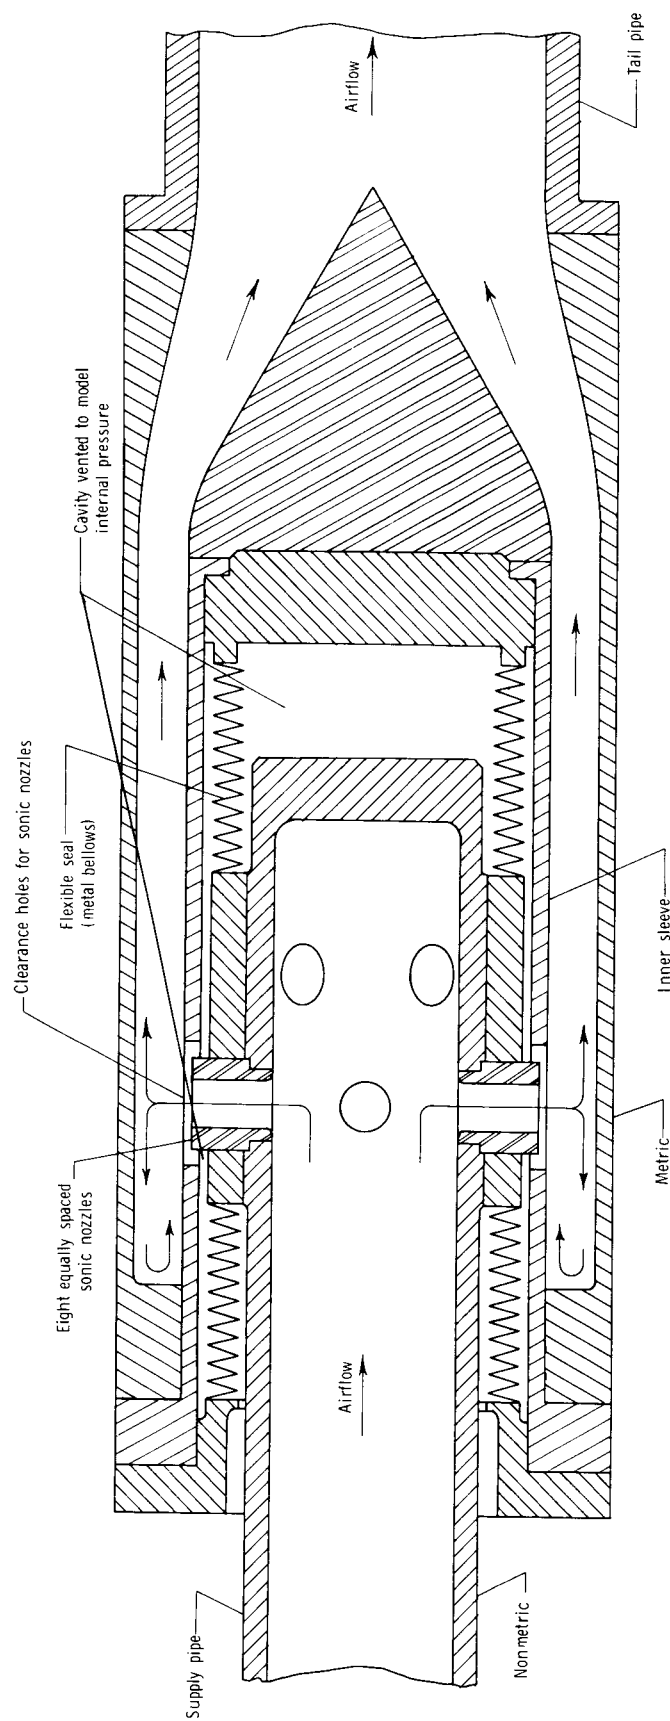 Clearance holes for sonic nozzles
Cavity vented to model
internal pressure
Flexible seal
(metal bellows)
Eight equally spaced
sonic nozzles
Supply pipe
Airflow
Airflow
Nonmetric
Metric
Inner sleeve
Tail pipe